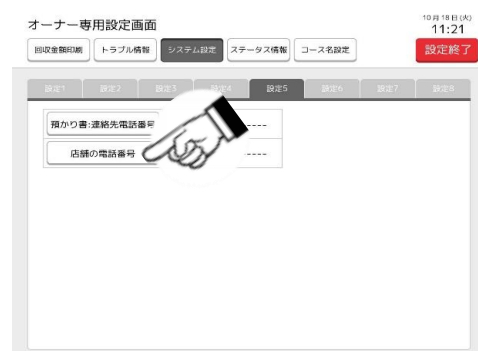 オーナー専用設定画面
10月18日(火)
11:21
回収金額印刷 トラブル情報 システム設定 ステータス情報 コース名設定 設定終了
設定1 設定2 設定3 設定4 設定5 設定6 設定7 設定8
預かり書:連絡先電話番号 ----
店舗の電話番号 ----